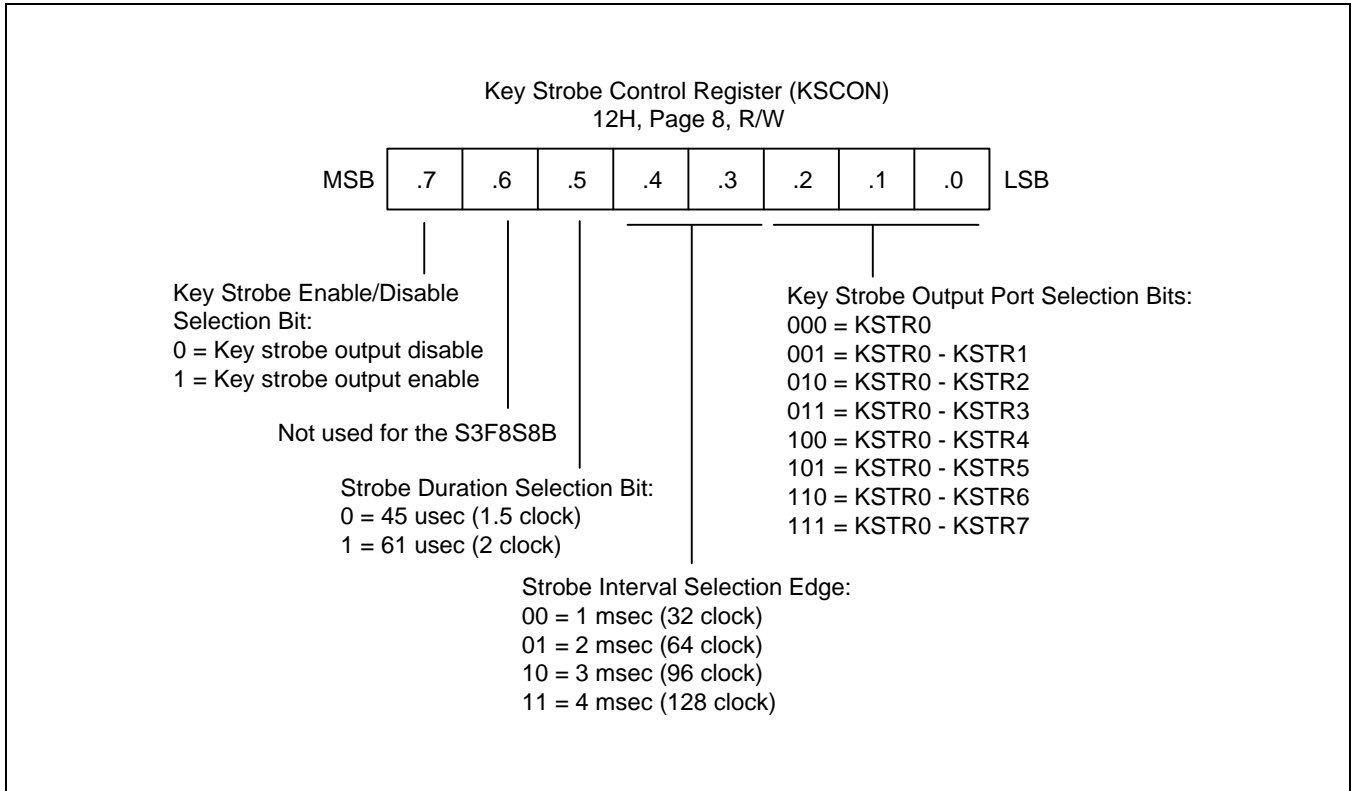 Key Strobe Control Register (KSCON)
12H, Page 8, R/W
MSB .7 .6 .5 .4 .3 .2 .1 .0 LSB
Key Strobe Enable/Disable
Selection Bit:
0 = Key strobe output disable
1 = Key strobe output enable
Not used for the S3F8S8B
Strobe Duration Selection Bit:
0 = 45 usec (1.5 clock)
1 = 61 usec (2 clock)
Strobe Interval Selection Edge:
00 = 1 msec (32 clock)
01 = 2 msec (64 clock)
10 = 3 msec (96 clock)
11 = 4 msec (128 clock)
Key Strobe Output Port Selection Bits:
000 = KSTR0
001 = KSTR0 - KSTR1
010 = KSTR0 - KSTR2
011 = KSTR0 - KSTR3
100 = KSTR0 - KSTR4
101 = KSTR0 - KSTR5
110 = KSTR0 - KSTR6
111 = KSTR0 - KSTR7